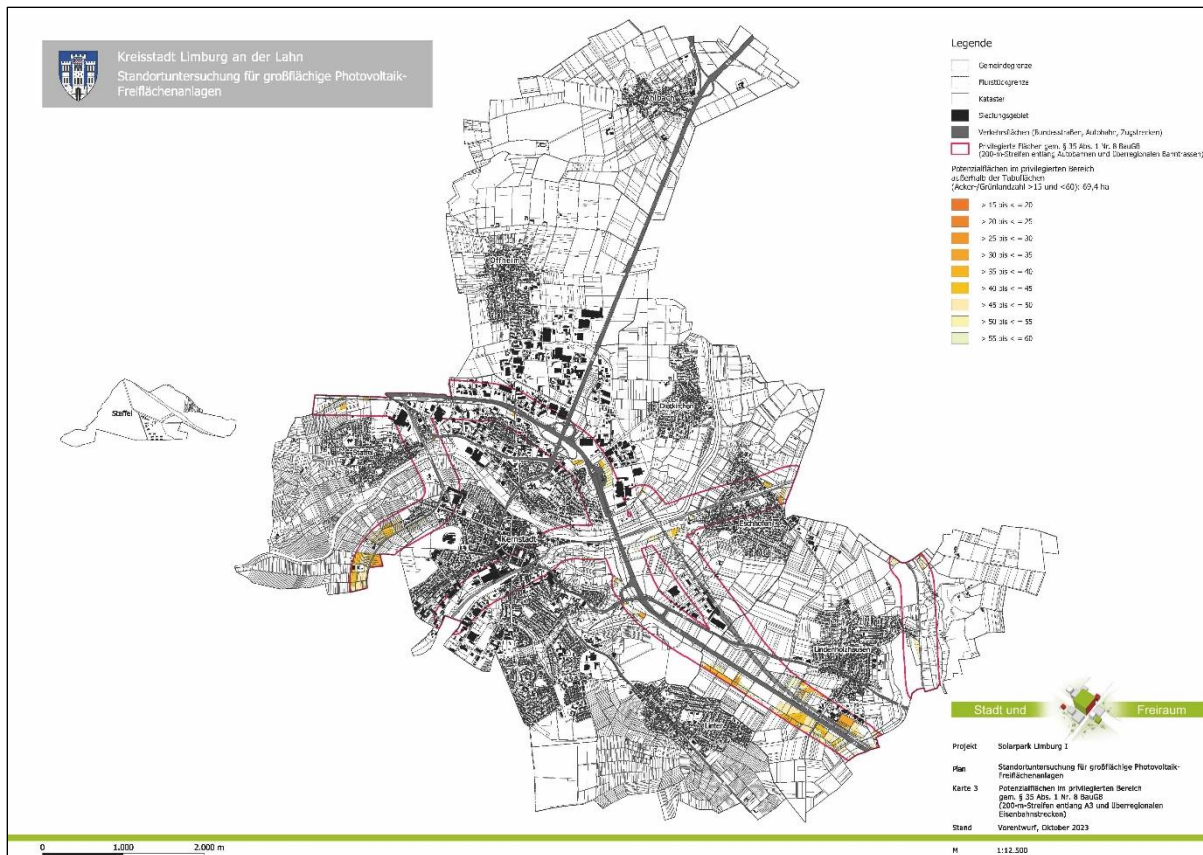 Kreisstadt Limburg an der Lahn
Standortuntersuchung für großflächige Photovoltaik-
Freiflächenanlagen
Legende
Gemeindegrenze
Flurstückgrenze
Kataster
Siedlungsgebiet
Verkehrsflächen (Bundesstraßen, Autobahn, Zugstrecken)
Privilegierte Flächen gem. § 35 Abs. 1 Nr. 8 BauGB
(200-m-Streifen entlang Autobahnen und überregionalen Bahntrassen)
Potenzialflächen im privilegierten Bereich
außerhalb der Tabuflächen
(Acker-/Grünlandzahl >15 und <60): 69,4 ha
> 15 bis < = 20
> 20 bis < = 25
> 25 bis < = 30
> 30 bis < = 35
> 35 bis < = 40
> 40 bis < = 45
> 45 bis < = 50
> 50 bis < = 55
> 55 bis < = 60
Ahlbach
Offheim
Dietkirchen
Staffel
Staffel
Eschhofen
Kernstadt
Linderholzhausen
Linter
Stadt und Freiraum
Projekt Solarpark Limburg I
Plan Standortuntersuchung für großflächige Photovoltaik-
Freiflächenanlagen
Karte 3 Potenzialflächen im privilegierten Bereich
gem. § 35 Abs. 1 Nr. 8 BauGB
(200-m-Streifen entlang A3 und überregionalen
Eisenbahnstrecken)
Stand Vorentwurf, Oktober 2023
M 1:12.500
0 1.000 2.000 m